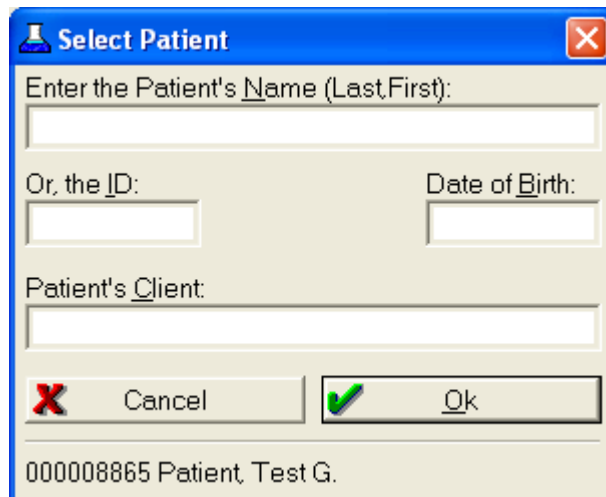 Select Patient
Enter the Patient's Name (Last,First):
Or, the ID: Date of Birth:
Patient's Client:
Cancel Ok
000008865 Patient, Test G.